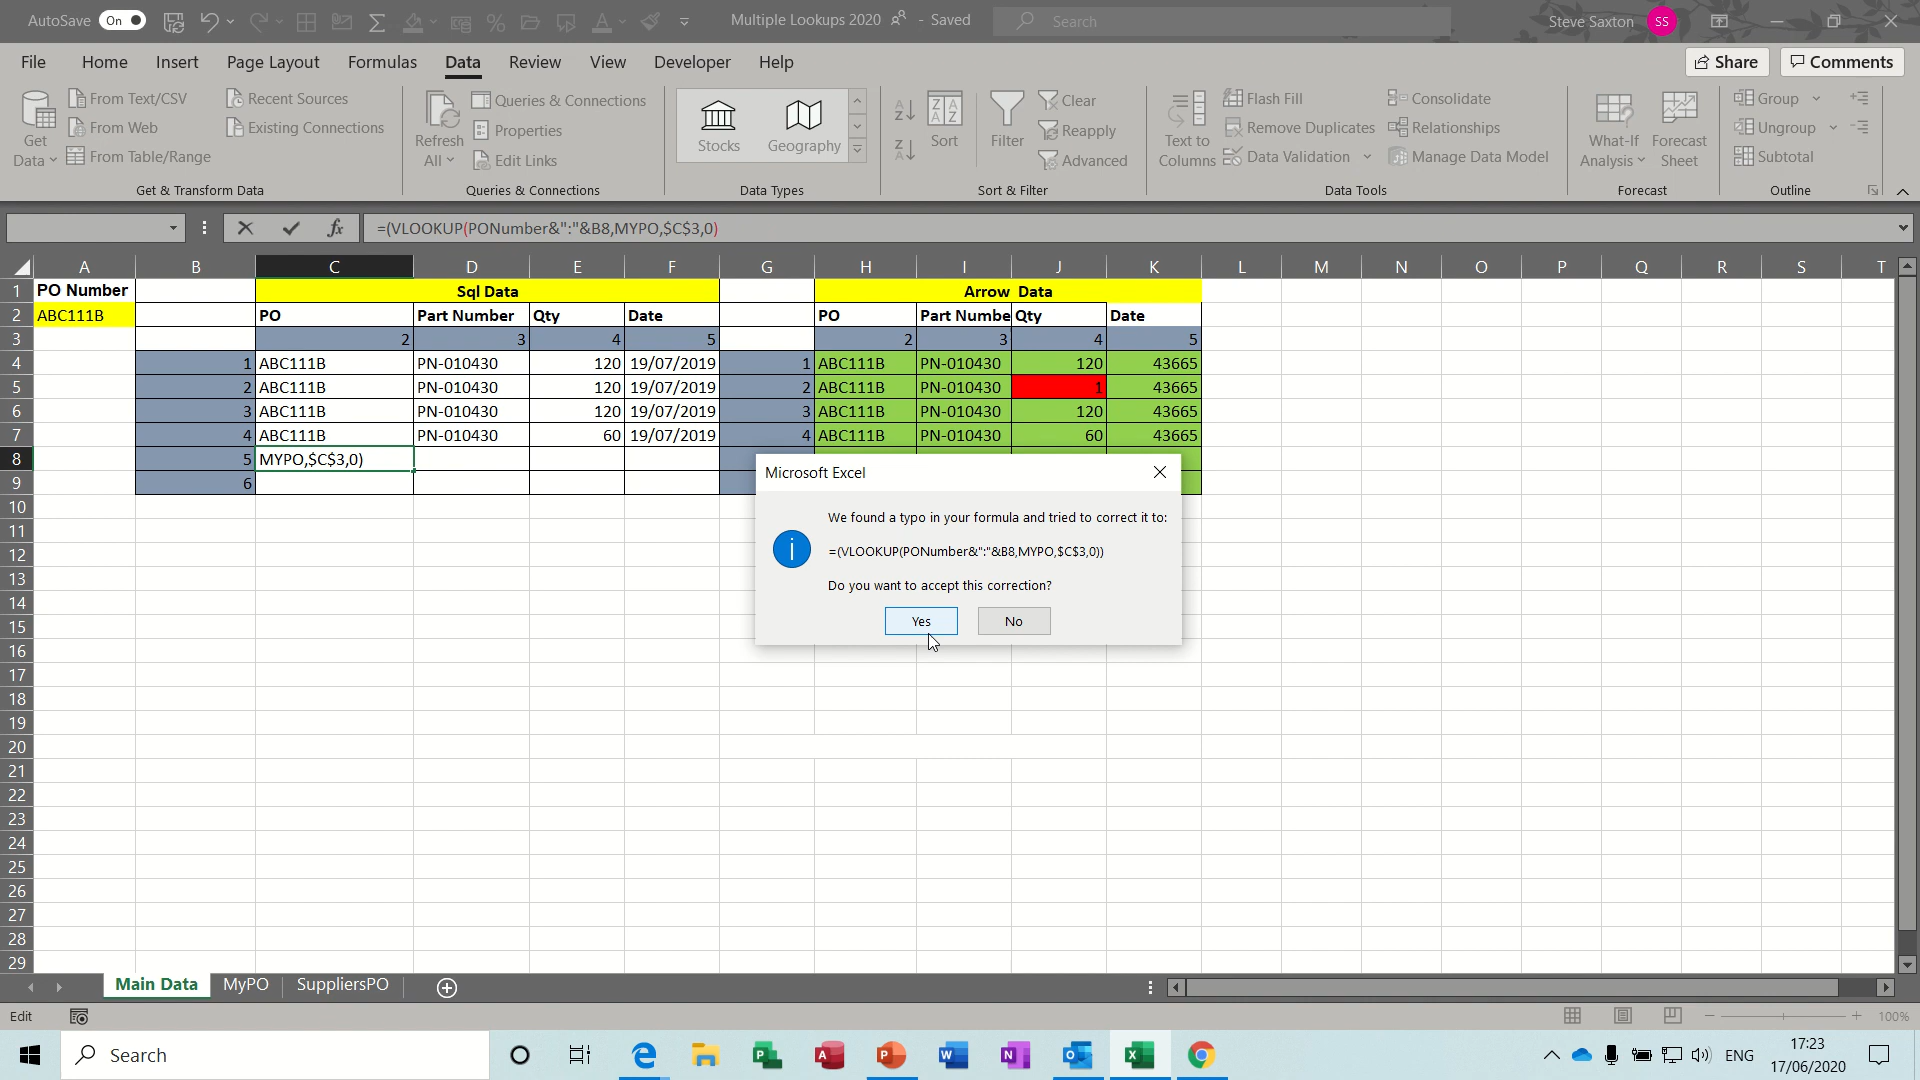 AutoSave On Multiple Lookups 2020 - Saved Search Steve Saxton SS
File Home Insert Page Layout Formulas Data Review View Developer Help Share Comments
Get Data
From Text/CSV
From Web
From Table/Range
Recent Sources
Existing Connections
Get & Transform Data
Refresh All
Queries & Connections
Properties
Edit Links
Queries & Connections
Stocks
Geography
Data Types
Sort
Filter
Clear
Reapply
Advanced
Sort & Filter
Text to Columns
Flash Fill
Remove Duplicates
Data Validation
Consolidate
Relationships
Manage Data Model
Data Tools
What-If Analysis
Forecast Sheet
Forecast
Group
Ungroup
Subtotal
Outline
fx =(VLOOKUP(PONumber&":"&B8,MYPO,$C$3,0)
A B C D E F G H I J K L M N O P Q R S T
1 PO Number Sql Data Arrow Data
2 ABC111B PO Part Number Qty Date PO Part Numbe Qty Date
3 2 3 4 5 2 3 4 5
4 1 ABC111B PN-010430 120 19/07/2019 1 ABC111B PN-010430 120 43665
5 2 ABC111B PN-010430 120 19/07/2019 2 ABC111B PN-010430 1 43665
6 3 ABC111B PN-010430 120 19/07/2019 3 ABC111B PN-010430 120 43665
7 4 ABC111B PN-010430 60 19/07/2019 4 ABC111B PN-010430 60 43665
8 5 MYPO,$C$3,0)
9 6
10
11
12
13
14
15
16
17
18
19
20
21
22
23
24
25
26
27
28
29
Microsoft Excel
We found a typo in your formula and tried to correct it to:
=(VLOOKUP(PONumber&":"&B8,MYPO,$C$3,0))
Do you want to accept this correction?
Yes No
Main Data MyPO SuppliersPO
Edit 100%
Search ENG 17:23
17/06/2020